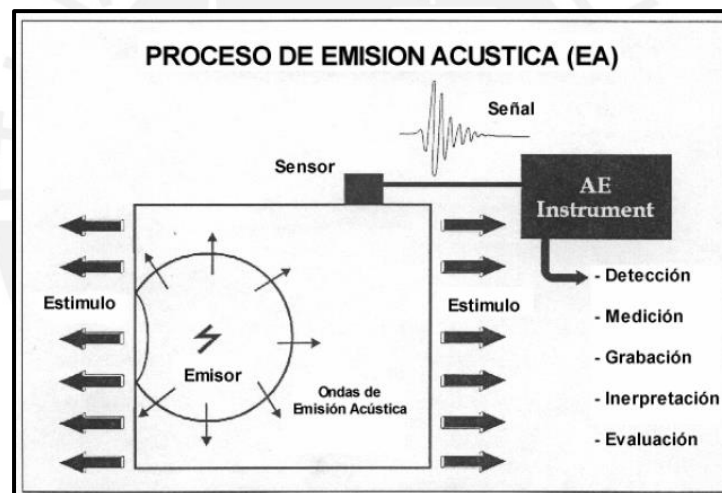 PROCESO DE EMISION ACUSTICA (EA)
Señal
Sensor
AE
Instrument
Estimulo
Estimulo
Emisor
Ondas de
Emisión Acústica
- Detección
- Medición
- Grabación
- Inerpretación
- Evaluación